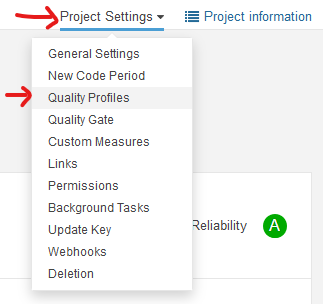 Project Settings
Project information
General Settings
New Code Period
Quality Profiles
Quality Gate
Custom Measures
Links
Permissions
Background Tasks
Update Key
Webhooks
Deletion
Reliability A